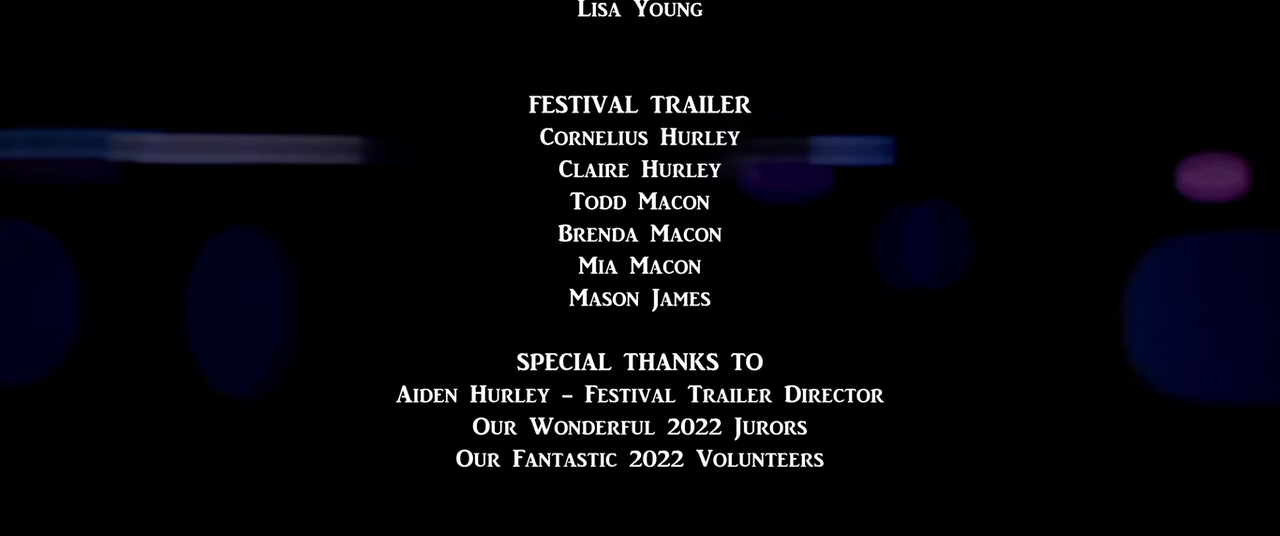 Lisa Young
FESTIVAL TRAILER
Cornelius Hurley
Claire Hurley
Todd Macon
Brenda Macon
Mia Macon
Mason James
SPECIAL THANKS TO
Aiden Hurley – Festival Trailer Director
Our Wonderful 2022 Jurors
Our Fantastic 2022 Volunteers